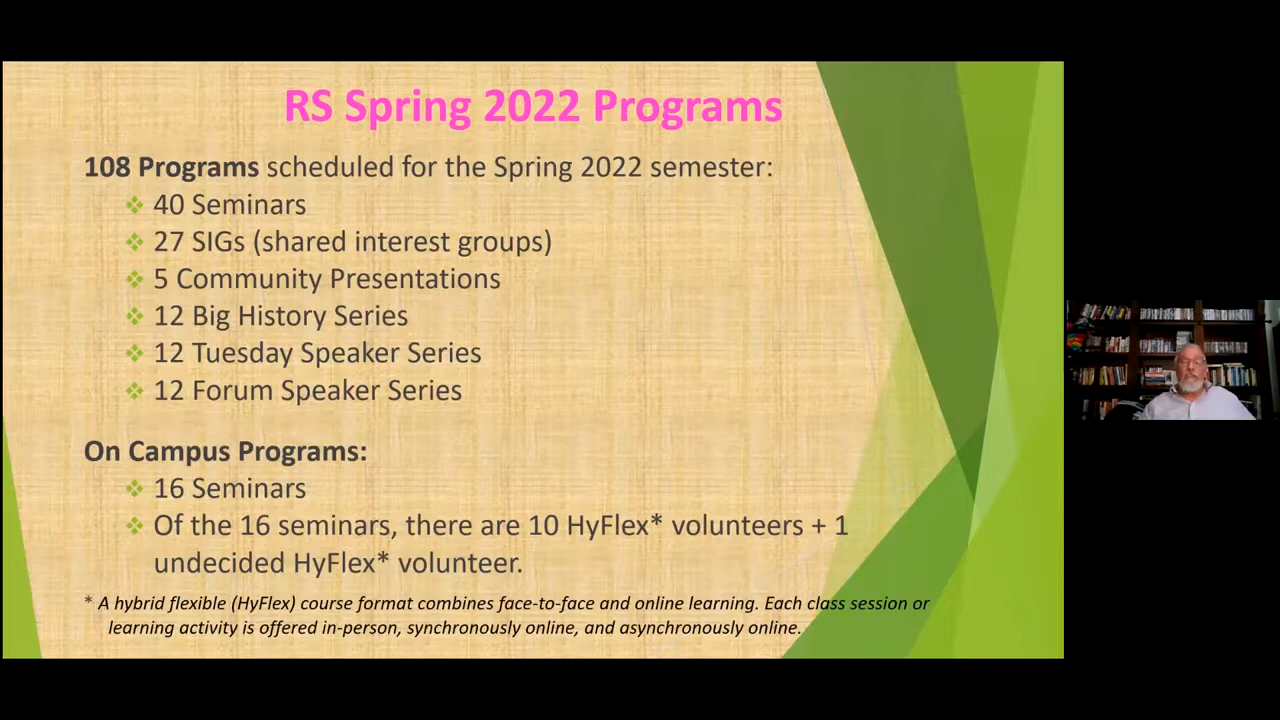 RS Spring 2022 Programs
108 Programs scheduled for the Spring 2022 semester:
❖ 40 Seminars
❖ 27 SIGs (shared interest groups)
❖ 5 Community Presentations
❖ 12 Big History Series
❖ 12 Tuesday Speaker Series
❖ 12 Forum Speaker Series
On Campus Programs:
❖ 16 Seminars
❖ Of the 16 seminars, there are 10 HyFlex* volunteers + 1
undecided HyFlex* volunteer.
* A hybrid flexible (HyFlex) course format combines face-to-face and online learning. Each class session or
learning activity is offered in-person, synchronously online, and asynchronously online.